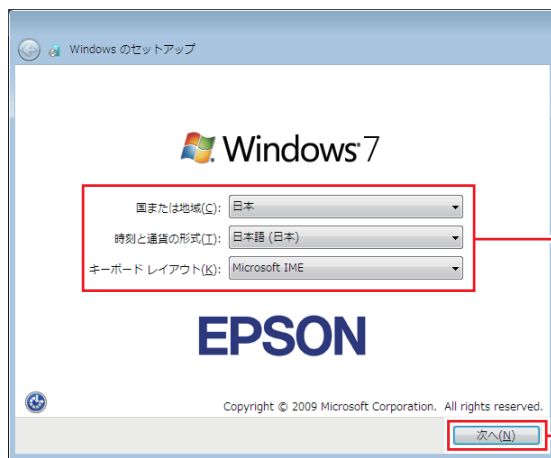 Windows のセットアップ
Windows 7
国または地域(C): 日本
時刻と通貨の形式(T): 日本語 (日本)
キーボード レイアウト(K): Microsoft IME
EPSON
Copyright © 2009 Microsoft Corporation. All rights reserved.
次へ(N)